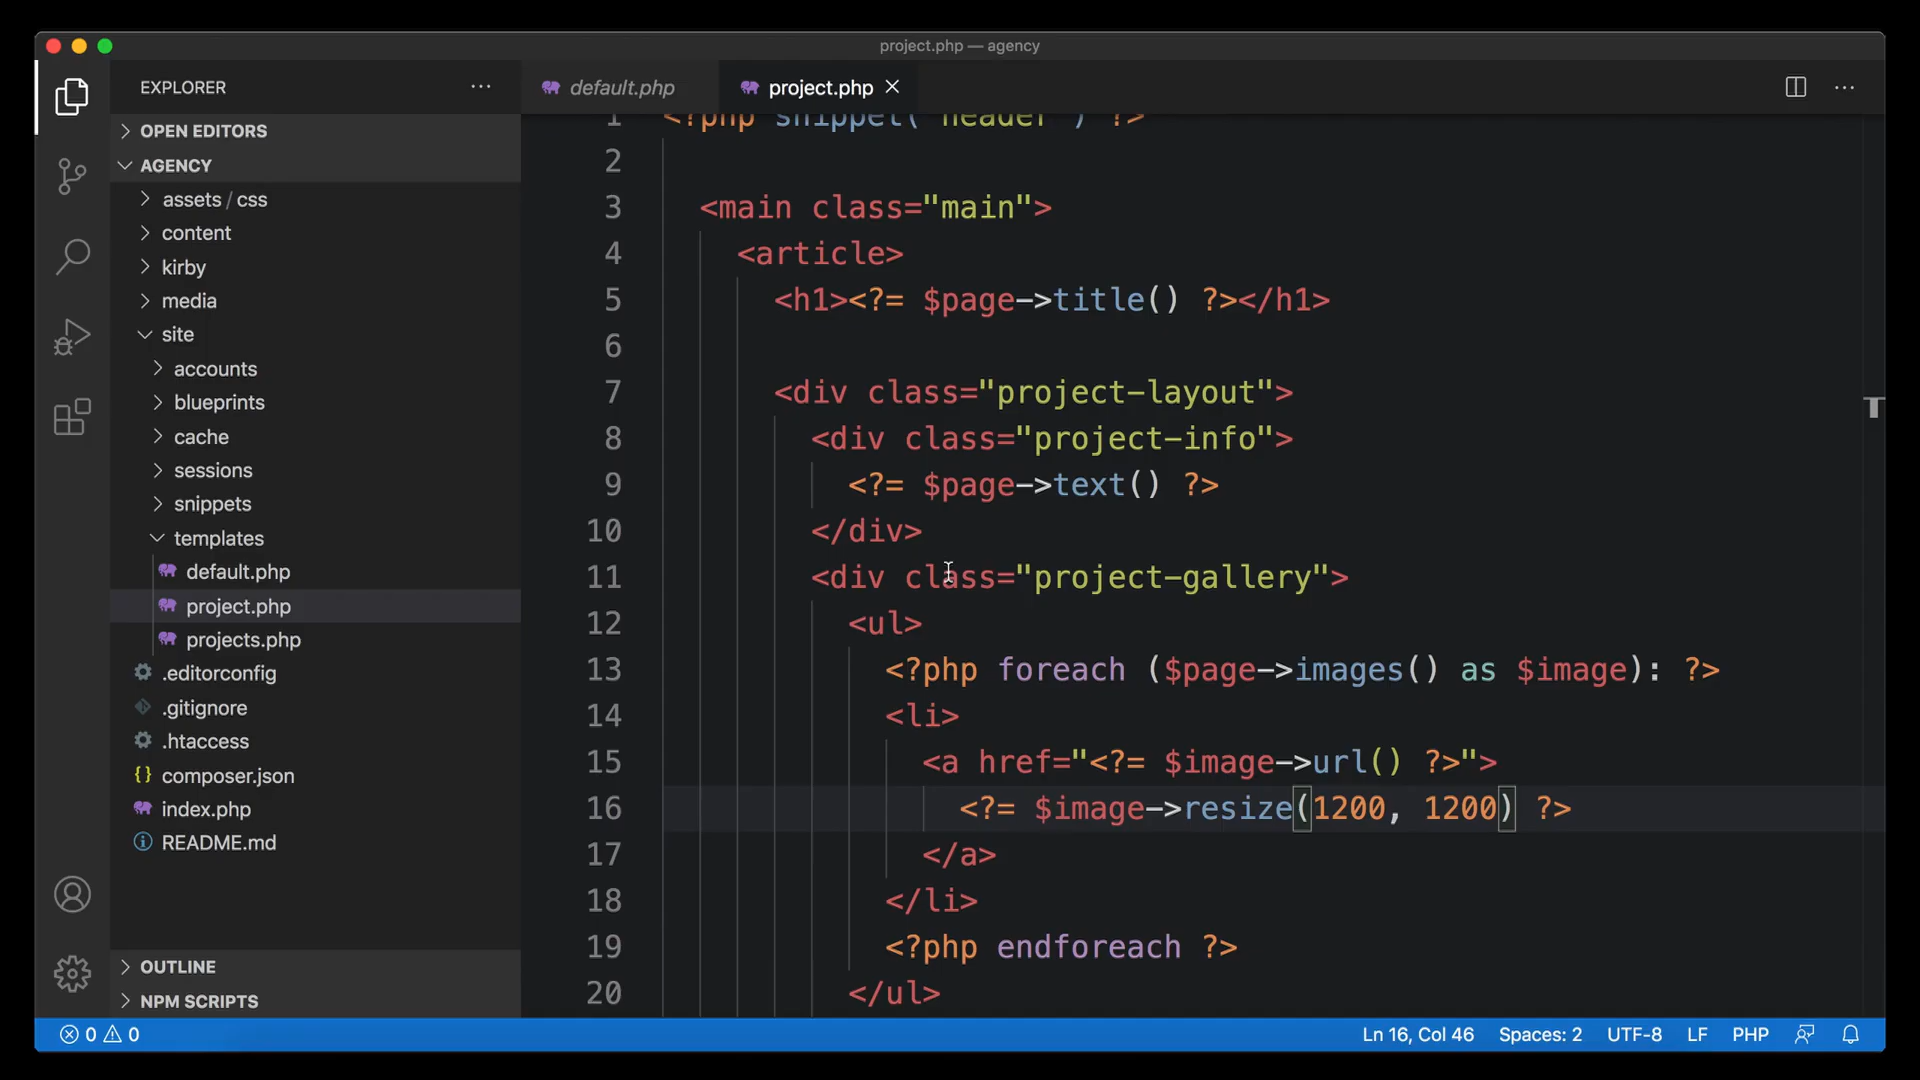 project.php — agency
EXPLORER
OPEN EDITORS
AGENCY
assets / css
content
kirby
media
site
accounts
blueprints
cache
sessions
snippets
templates
default.php
project.php
projects.php
.editorconfig
.gitignore
.htaccess
{} composer.json
index.php
README.md
OUTLINE
NPM SCRIPTS
default.php
project.php
1 <?php snippet('header') ?>
2
3 <main class="main">
4 <article>
5 <h1><?= $page->title() ?></h1>
6
7 <div class="project-layout">
8 <div class="project-info">
9 <?= $page->text() ?>
10 </div>
11 <div class="project-gallery">
12 <ul>
13 <?php foreach ($page->images() as $image): ?>
14 <li>
15 <a href="<?= $image->url() ?>">
16 <?= $image->resize(1200, 1200) ?>
17 </a>
18 </li>
19 <?php endforeach ?>
20 </ul>
0 0
Ln 16, Col 46 Spaces: 2 UTF-8 LF PHP